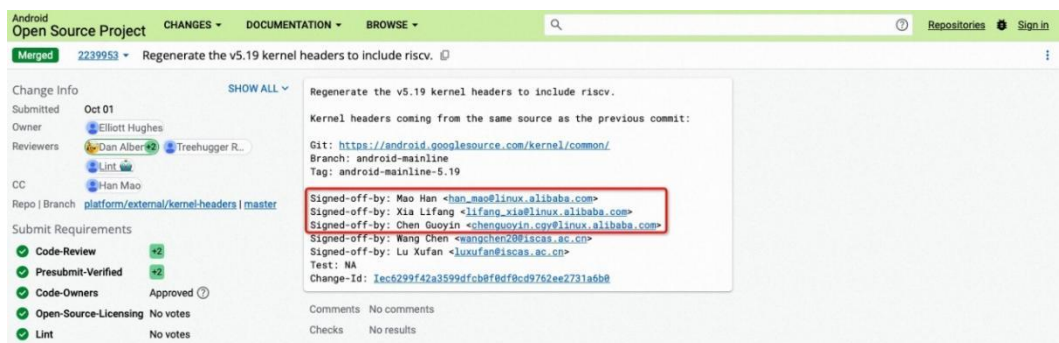 Android
Open Source Project
CHANGES
DOCUMENTATION
BROWSE
Repositories
Sign in
Merged
2239953
Regenerate the v5.19 kernel headers to include riscv.
Change Info
SHOW ALL
Submitted Oct 01
Owner Elliott Hughes
Reviewers Dan Alber +2 Treehugger R...
Lint
CC Han Mao
Repo | Branch platform/external/kernel-headers | master
Submit Requirements
Code-Review +2
Presubmit-Verified +2
Code-Owners Approved
Open-Source-Licensing No votes
Lint No votes
Regenerate the v5.19 kernel headers to include riscv.
Kernel headers coming from the same source as the previous commit:
Git: https://android.googlesource.com/kernel/common/
Branch: android-mainline
Tag: android-mainline-5.19
Signed-off-by: Mao Han <han_mao@linux.alibaba.com>
Signed-off-by: Xia Lifang <lifang_xia@linux.alibaba.com>
Signed-off-by: Chen Guoyin <chenguoyin.cgy@linux.alibaba.com>
Signed-off-by: Wang Chen <wangchen20@iscas.ac.cn>
Signed-off-by: Lu Xufan <luxufan@iscas.ac.cn>
Test: NA
Change-Id: Iec6299f42a3599dfcb0f0df0cd9762ee2731a6b0
Comments No comments
Checks No results